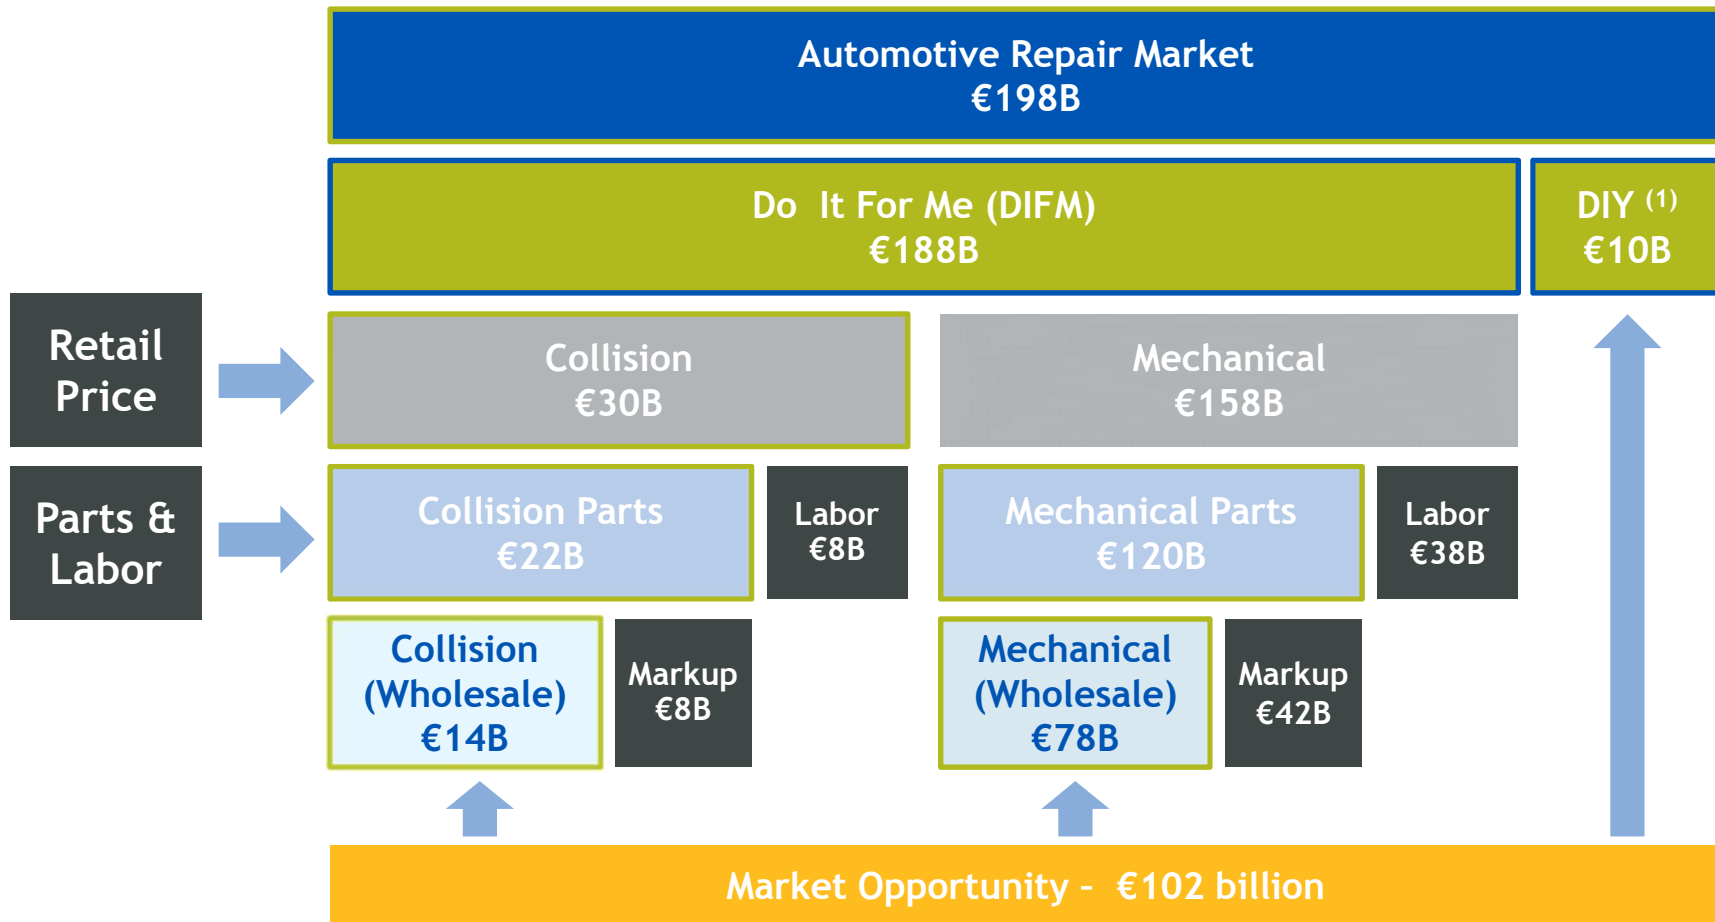 Automotive Repair Market
€198B
Do It For Me (DIFM)
€188B
DIY (1)
€10B
Retail
Price
Collision
€30B
Mechanical
€158B
Parts &
Labor
Collision Parts
€22B
Labor
€8B
Mechanical Parts
€120B
Labor
€38B
Collision
(Wholesale)
€14B
Markup
€8B
Mechanical
(Wholesale)
€78B
Markup
€42B
Market Opportunity - €102 billion